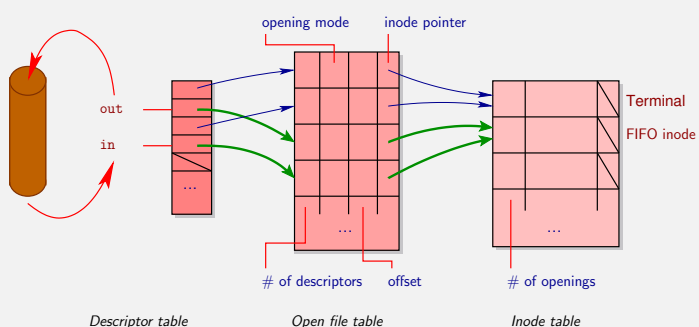 opening mode
inode pointer
out
in
Terminal
FIFO inode
...
...
...
# of descriptors
offset
# of openings
Descriptor table
Open file table
Inode table